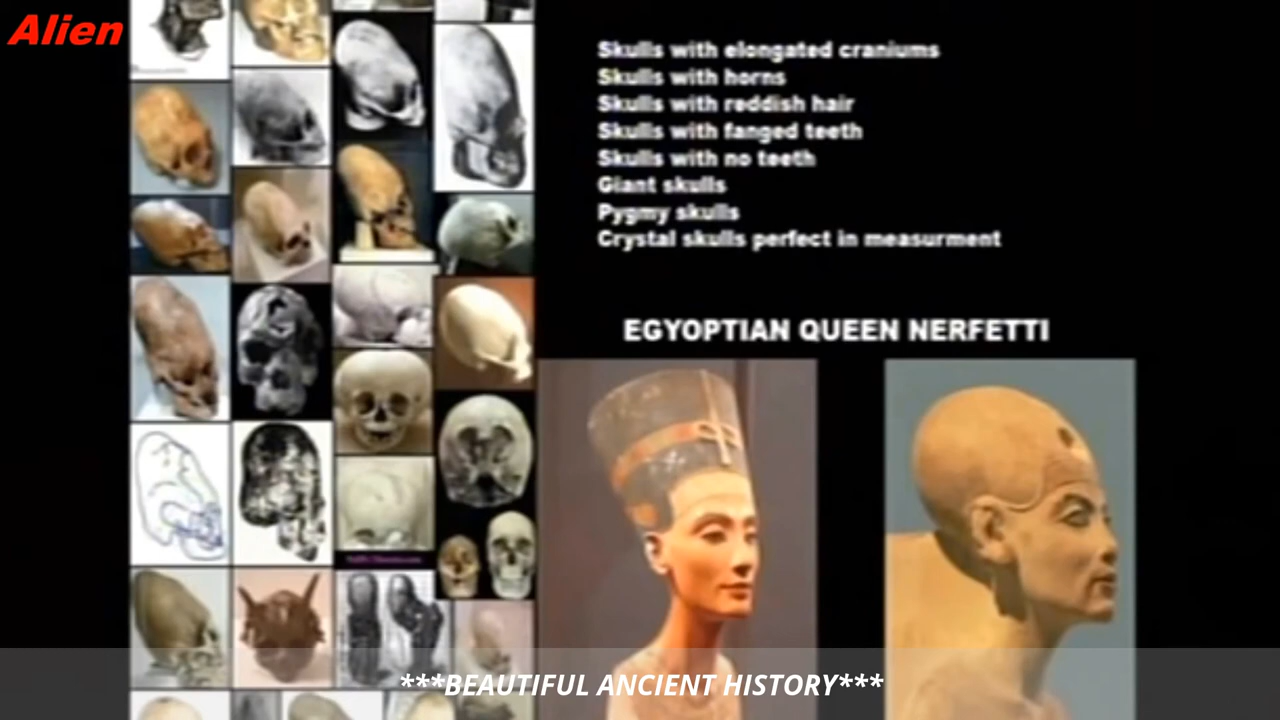 Alien
Skulls with elongated craniums
Skulls with horns
Skulls with reddish hair
Skulls with fanged teeth
Skulls with no teeth
Giant skulls
Pygmy skulls
Crystal skulls perfect in measurment
EGYOPTIAN QUEEN NERFETTI
***BEAUTIFUL ANCIENT HISTORY***